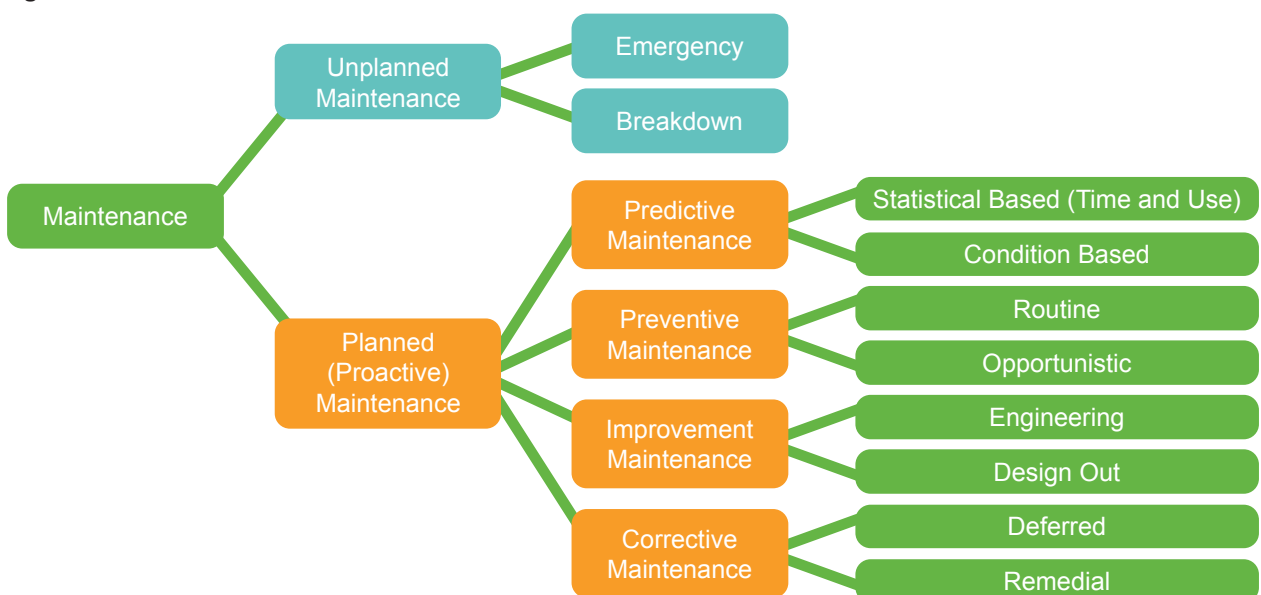 Unplanned
Maintenance
Emergency
Breakdown
Maintenance
Planned
(Proactive)
Maintenance
Predictive
Maintenance
Statistical Based (Time and Use)
Condition Based
Preventive
Maintenance
Routine
Opportunistic
Improvement
Maintenance
Engineering
Design Out
Corrective
Maintenance
Deferred
Remedial